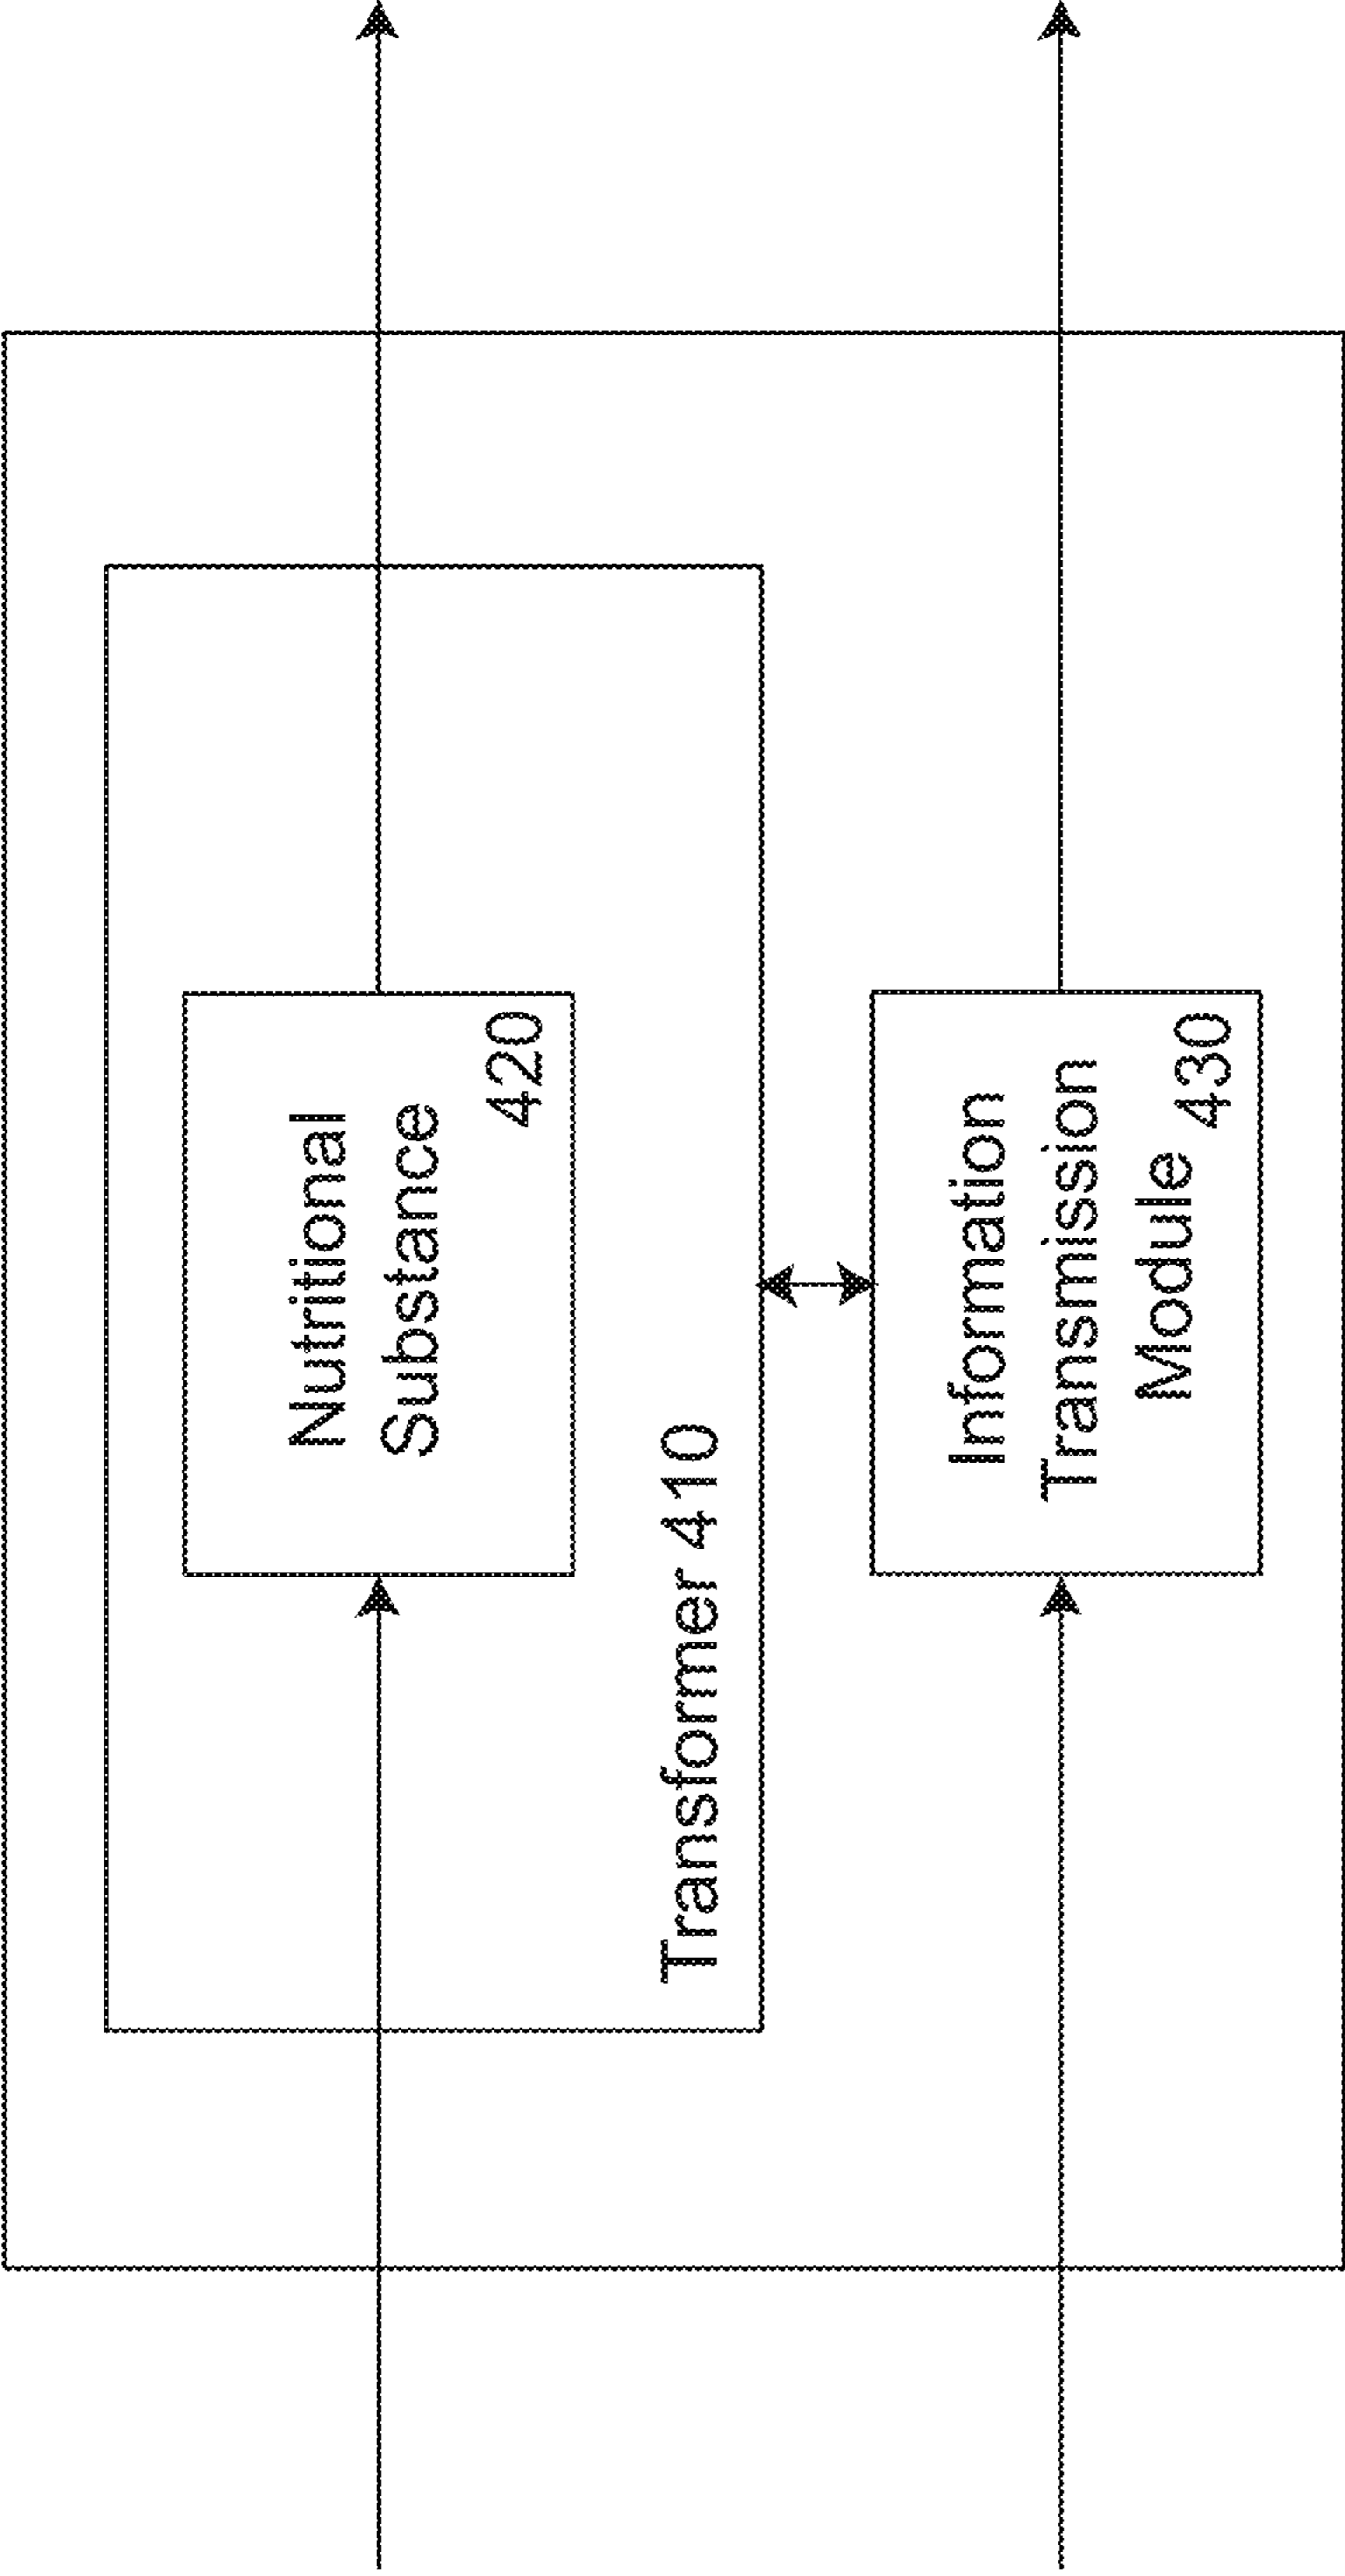 Nutritional
Substance
420
Transformer 410
Information
Transmission
Module
430